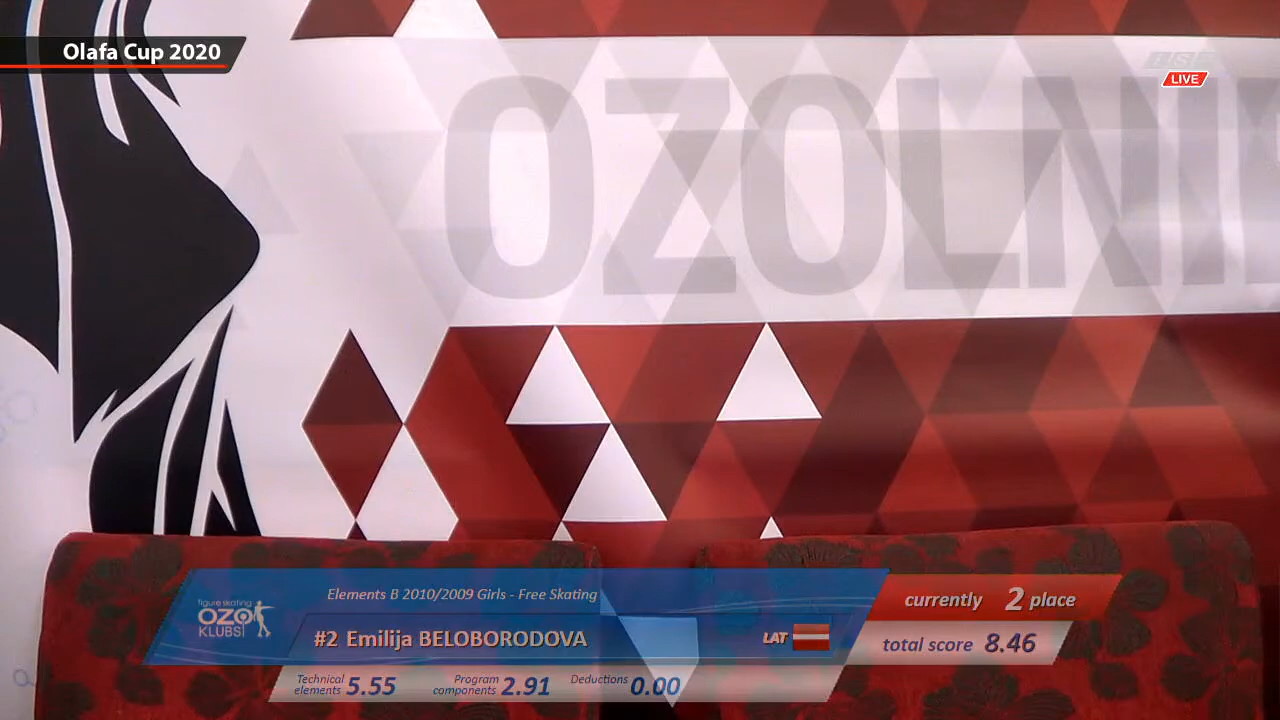 Olafa Cup 2020
LIVE
OZOLNI
Elements B 2010/2009 Girls - Free Skating
figure skating
OZO
KLUBS!
#2 Emilija BELOBORODOVA
LAT
currently 2 place
total score 8.46
Technical elements 5.55
Program components 2.91
Deductions 0.00